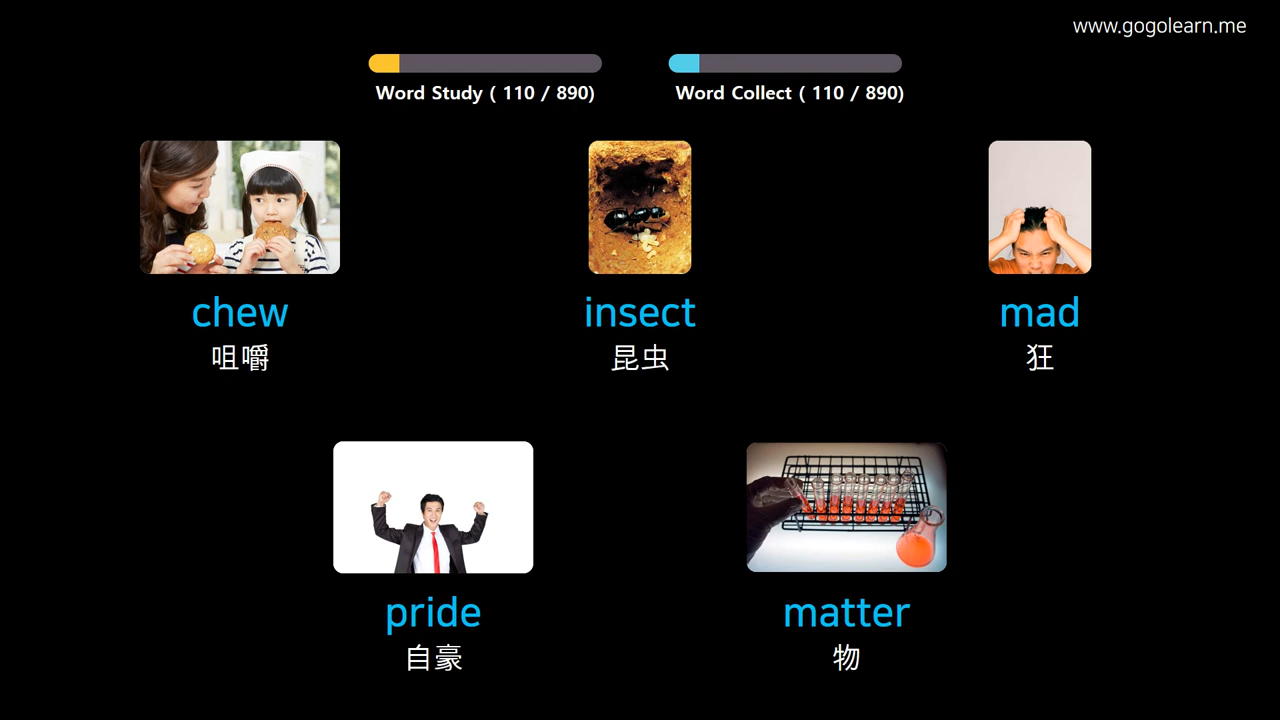 www.gogolearn.me
Word Study ( 110 / 890)
Word Collect ( 110 / 890)
chew
咀嚼
insect
昆虫
mad
狂
pride
自豪
matter
物